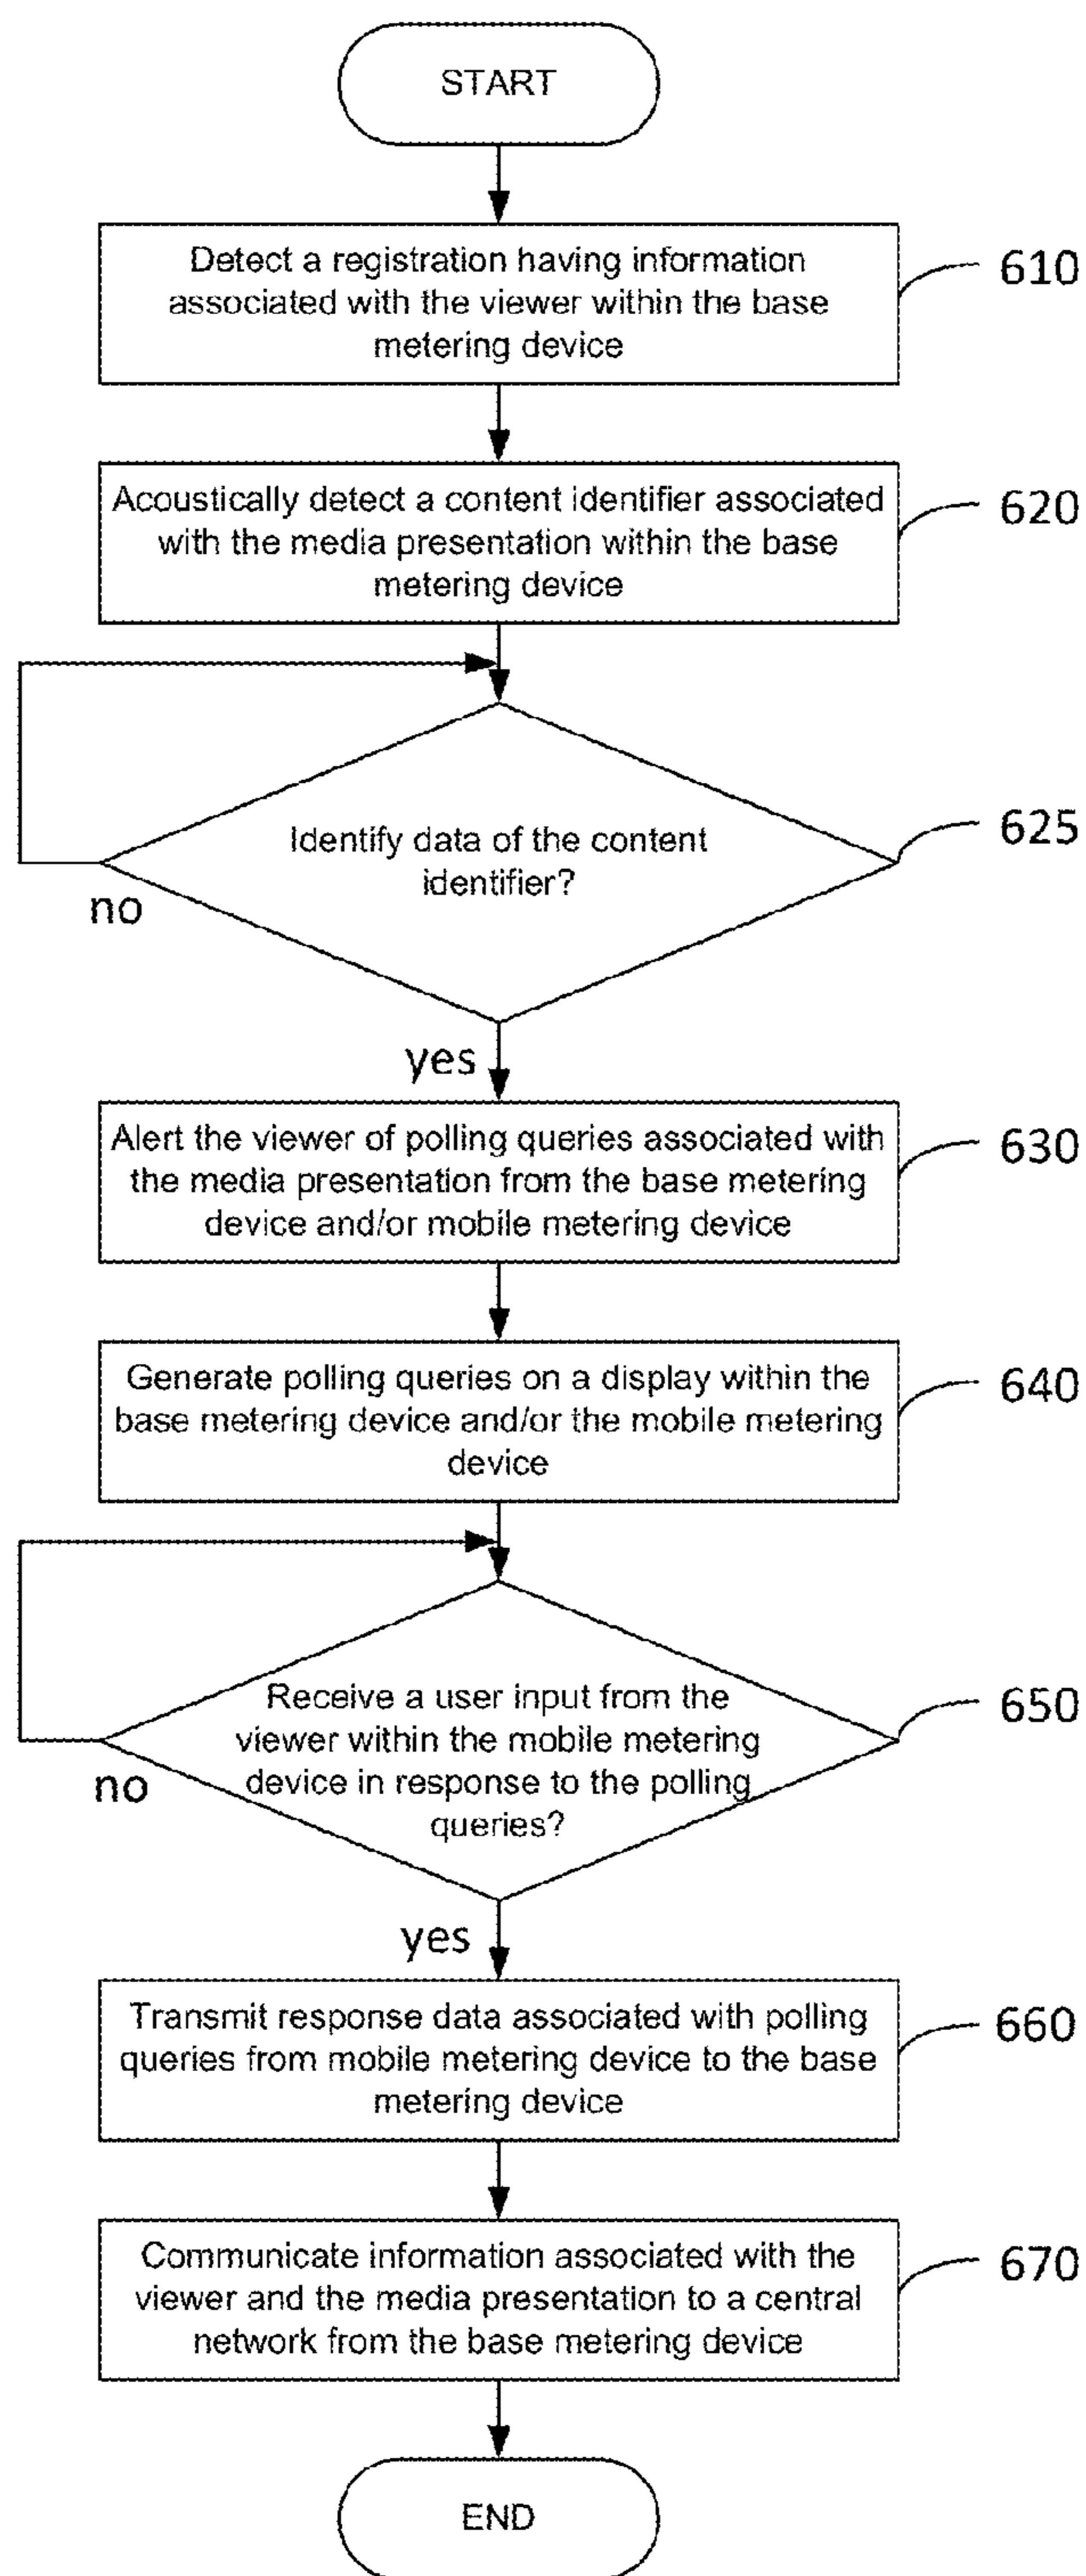 START
Detect a registration having information
associated with the viewer within the base
metering device
610
Acoustically detect a content identifier associated
with the media presentation within the base
metering device
620
Identify data of the content
identifier?
625
no
yes
Alert the viewer of polling queries associated with
the media presentation from the base metering
device and/or mobile metering device
630
Generate polling queries on a display within the
base metering device and/or the mobile metering
device
640
Receive a user input from the
viewer within the mobile metering
device in response to the polling
queries?
650
no
yes
Transmit response data associated with polling
queries from mobile metering device to the base
metering device
660
Communicate information associated with the
viewer and the media presentation to a central
network from the base metering device
670
END